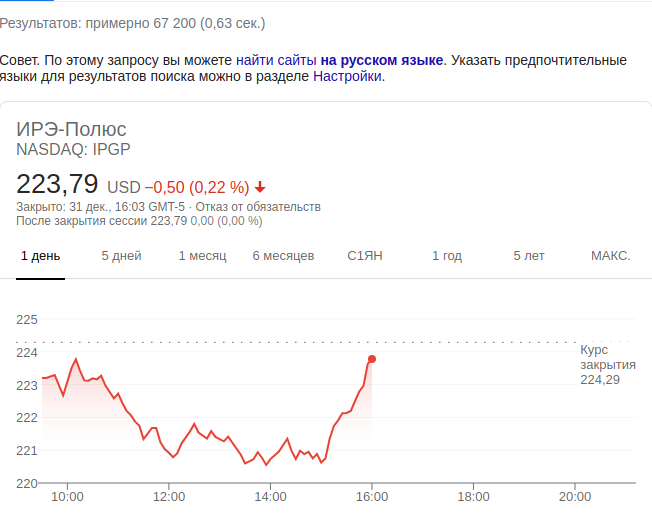 Результатов: примерно 67 200 (0,63 сек.)
Совет. По этому запросу вы можете найти сайты на русском языке. Указать предпочтительные
языки для результатов поиска можно в разделе Настройки.
ИРЭ-Полюс
NASDAQ: IPGP
223,79 USD −0,50 (0,22 %)
Закрыто: 31 дек., 16:03 GMT-5 · Отказ от обязательств
После закрытия сессии 223,79 0,00 (0,00 %)
1 день 5 дней 1 месяц 6 месяцев С1ЯН 1 год 5 лет МАКС.
225
224
Курс
закрытия
224,29
223
222
221
220
10:00 12:00 14:00 16:00 18:00 20:00